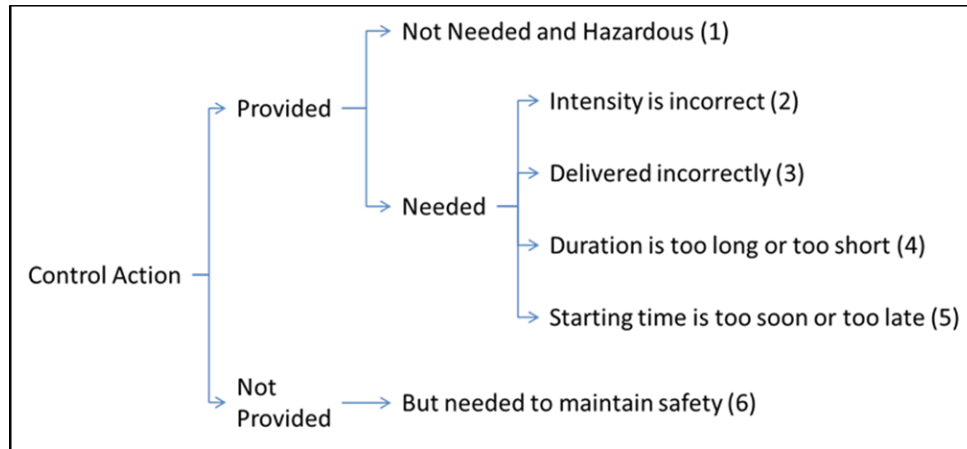 Not Needed and Hazardous (1)
Provided
Intensity is incorrect (2)
Delivered incorrectly (3)
Needed
Duration is too long or too short (4)
Control Action
Starting time is too soon or too late (5)
Not
Provided
But needed to maintain safety (6)